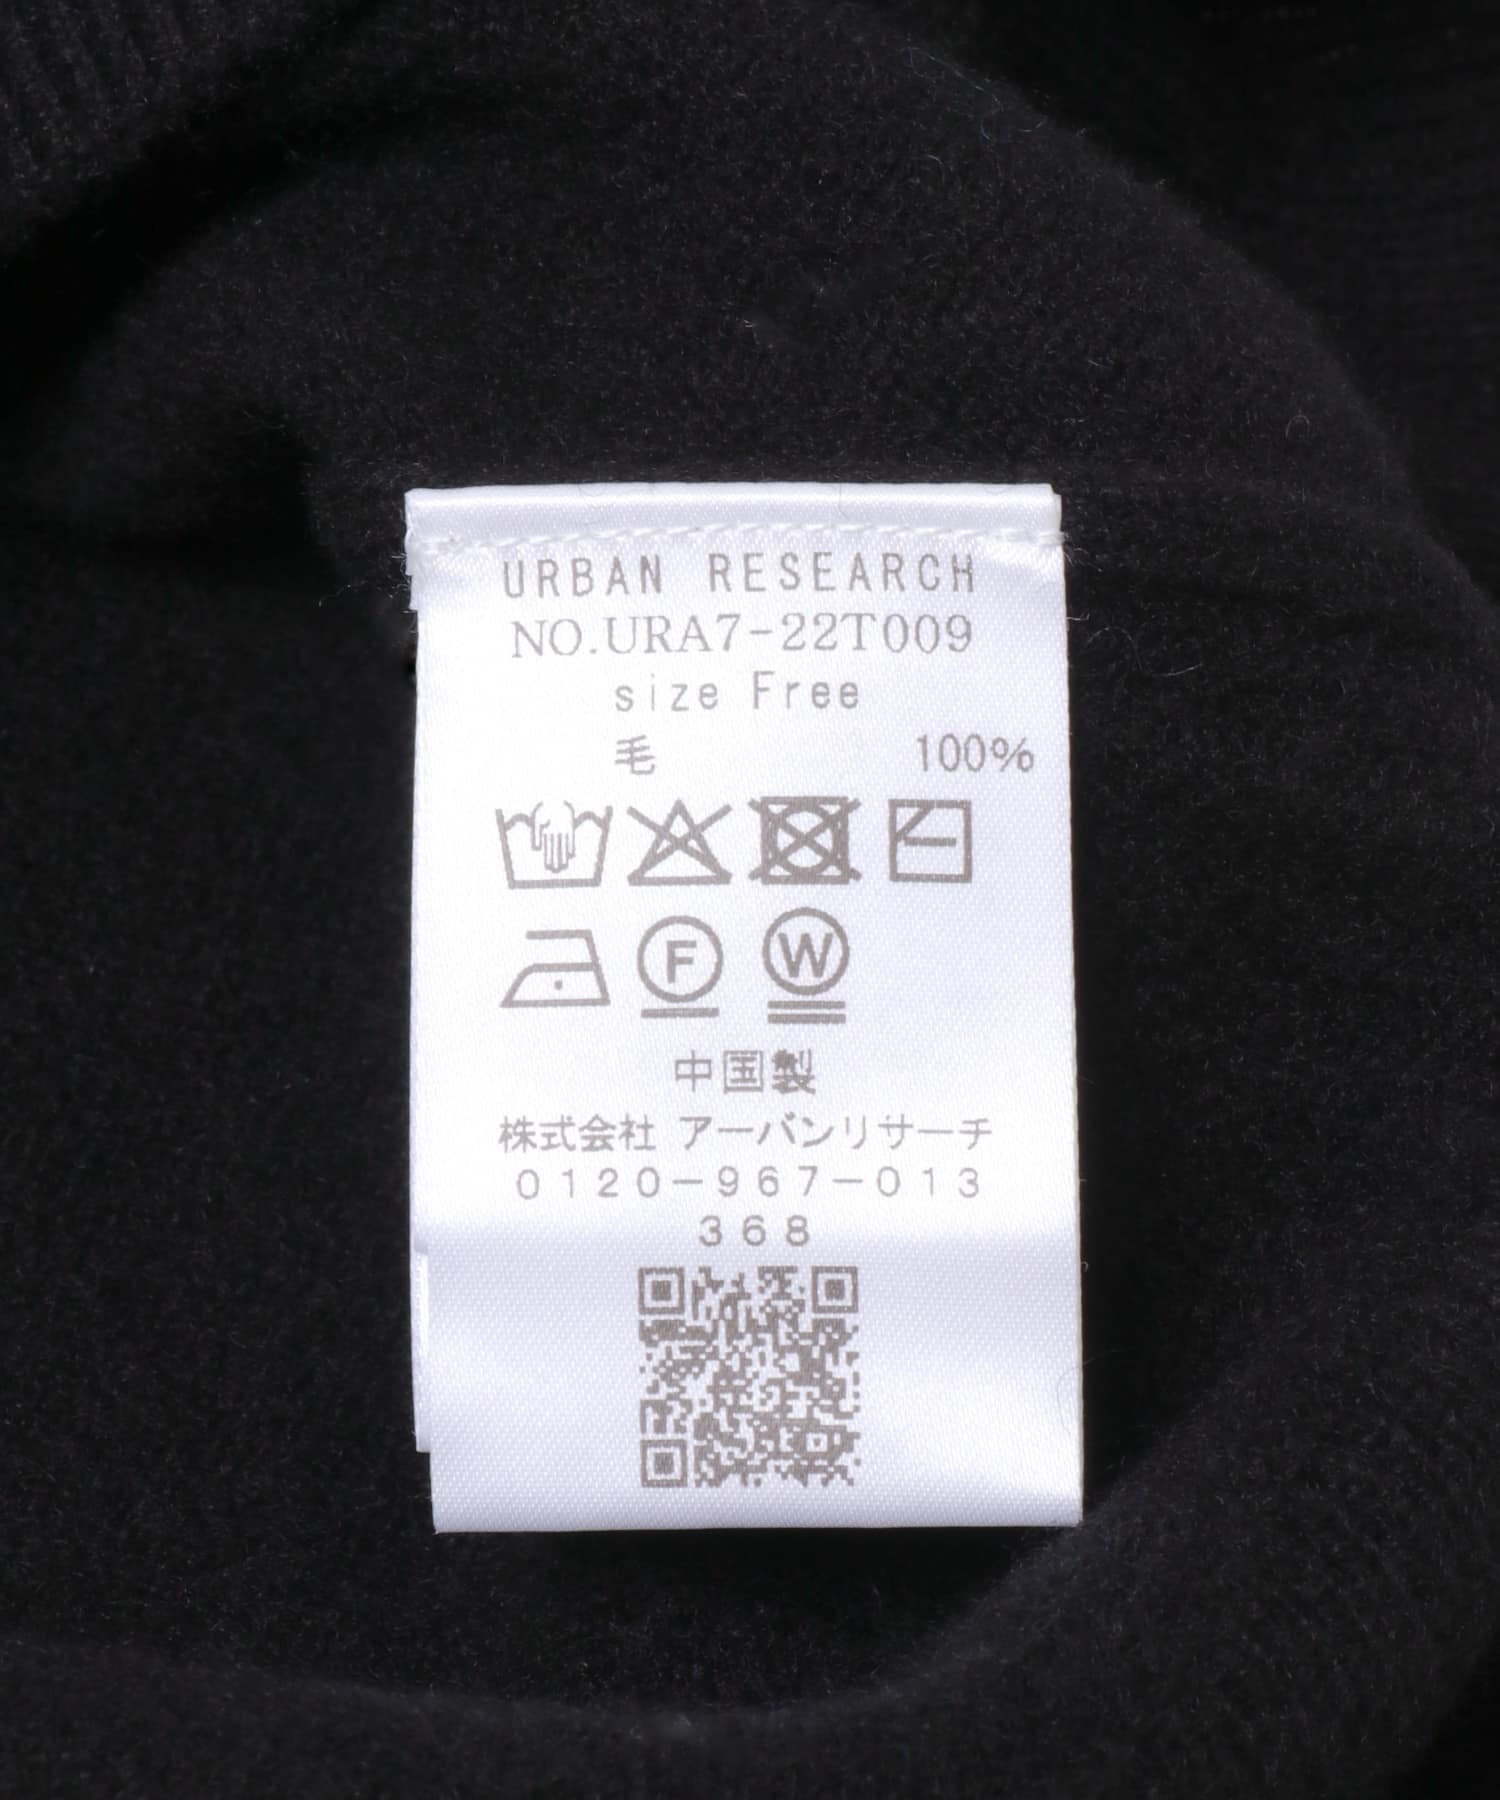 URBAN RESEARCH
NO.URA7-22T009
size Free
毛 100%
F W
中国製
株式会社 アーバンリサーチ
0120-967-013
368